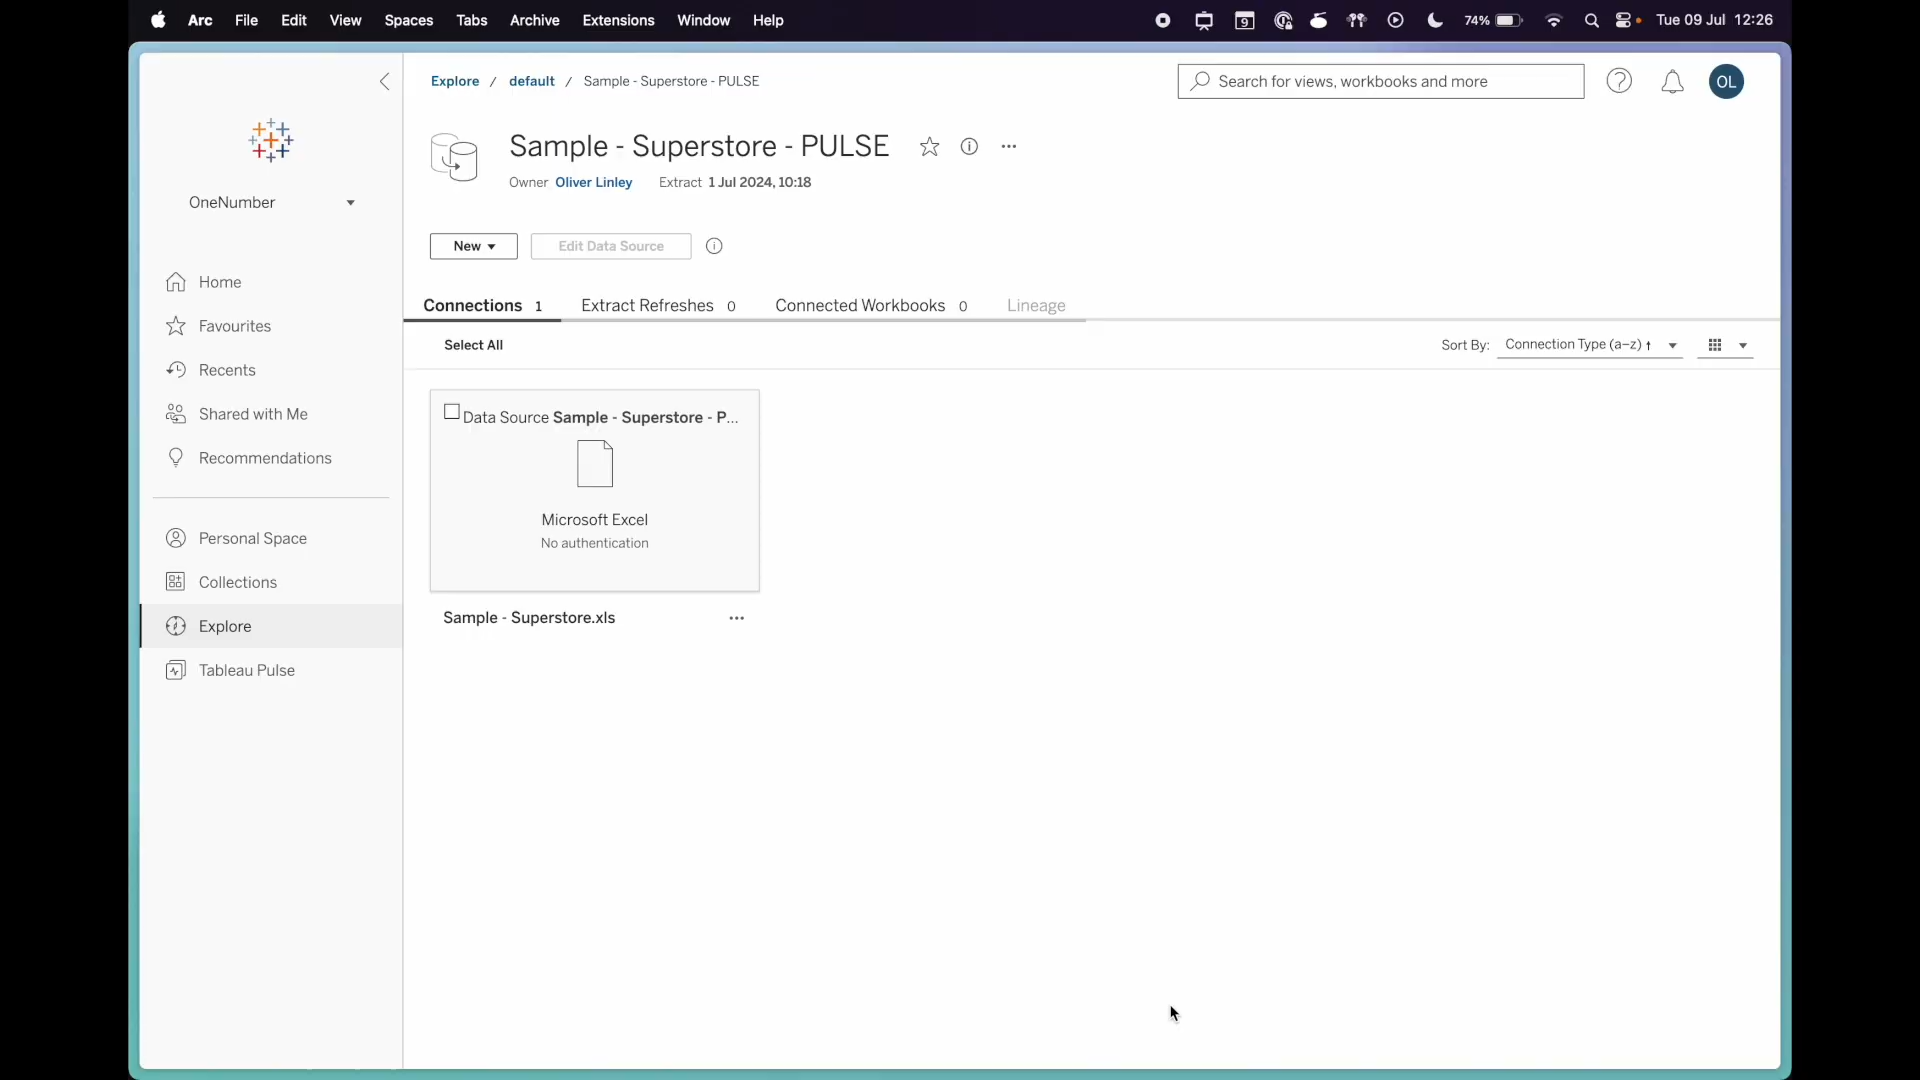 Arc File Edit View Spaces Tabs Archive Extensions Window Help 9 74% Tue 09 Jul 12:26
Explore / default / Sample - Superstore - PULSE
Search for views, workbooks and more
OL
Sample - Superstore - PULSE
Owner Oliver Linley Extract 1 Jul 2024, 10:18
OneNumber
New Edit Data Source
Home
Favourites
Recents
Shared with Me
Recommendations
Personal Space
Collections
Explore
Tableau Pulse
Connections 1 Extract Refreshes 0 Connected Workbooks 0 Lineage
Select All
Sort By: Connection Type (a–z) ↑
Data Source Sample - Superstore - P...
Microsoft Excel
No authentication
Sample - Superstore.xls